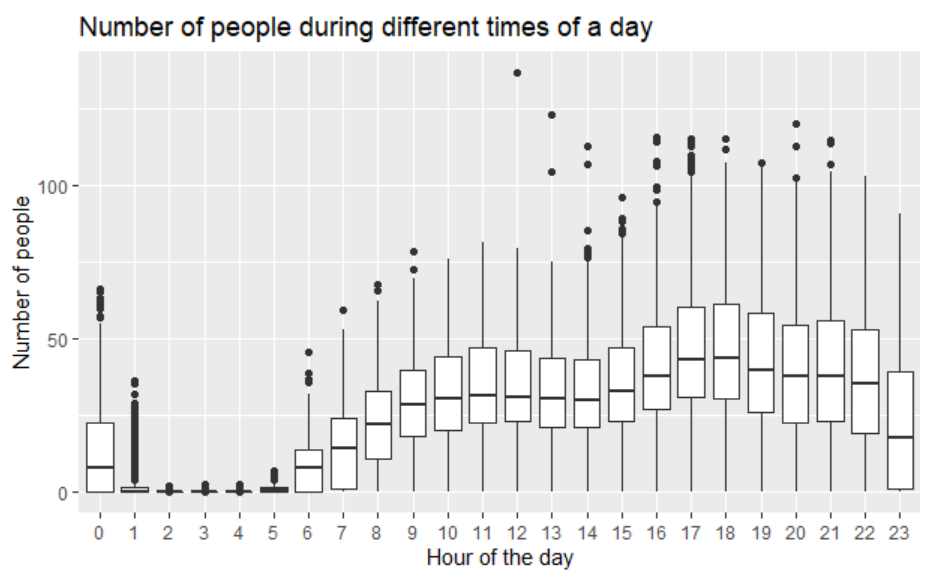 Number of people during different times of a day
Number of people
100
50
0
0 1 2 3 4 5 6 7 8 9 10 11 12 13 14 15 16 17 18 19 20 21 22 23
Hour of the day